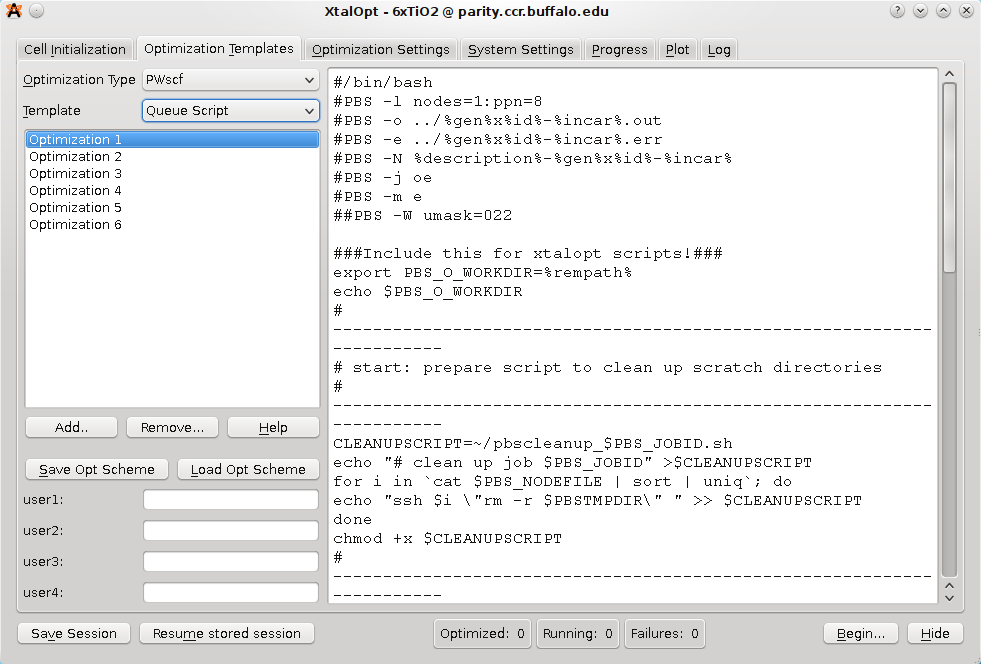 XtalOpt - 6xTiO2 @ parity.ccr.buffalo.edu
Cell Initialization Optimization Templates Optimization Settings System Settings Progress Plot Log
Optimization Type PWscf
Template Queue Script
Optimization 1
Optimization 2
Optimization 3
Optimization 4
Optimization 5
Optimization 6
Add.. Remove... Help
Save Opt Scheme Load Opt Scheme
user1:
user2:
user3:
user4:
#/bin/bash
#PBS -l nodes=1:ppn=8
#PBS -o ../%gen%x%id%-%incar%.out
#PBS -e ../%gen%x%id%-%incar%.err
#PBS -N %description%-%gen%x%id%-%incar%
#PBS -j oe
#PBS -m e
##PBS -W umask=022
###Include this for xtalopt scripts!###
export PBS_O_WORKDIR=%rempath%
echo $PBS_O_WORKDIR
#
------------------------------------------------------------
-----------
# start: prepare script to clean up scratch directories
#
------------------------------------------------------------
-----------
CLEANUPSCRIPT=~/pbscleanup_$PBS_JOBID.sh
echo "# clean up job $PBS_JOBID" >$CLEANUPSCRIPT
for i in `cat $PBS_NODEFILE | sort | uniq`; do
echo "ssh $i \"rm -r $PBSTMPDIR\" " >> $CLEANUPSCRIPT
done
chmod +x $CLEANUPSCRIPT
#
------------------------------------------------------------
-----------
Save Session Resume stored session Optimized: 0 Running: 0 Failures: 0 Begin... Hide